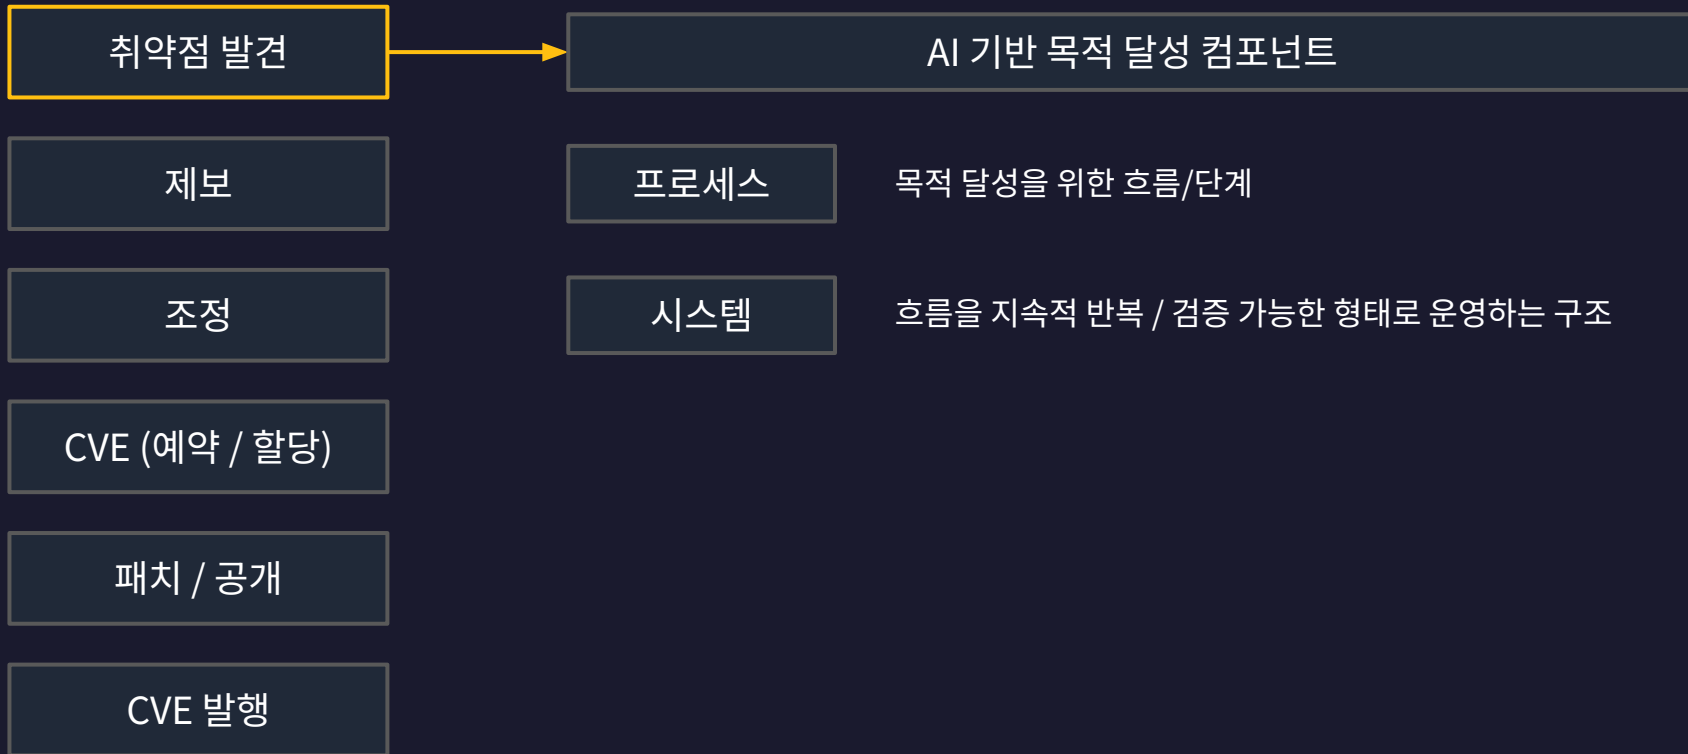 취약점 발견
AI 기반 목적 달성 컴포넌트
제보
프로세스
목적 달성을 위한 흐름/단계
조정
시스템
흐름을 지속적 반복 / 검증 가능한 형태로 운영하는 구조
CVE (예약 / 할당)
패치 / 공개
CVE 발행